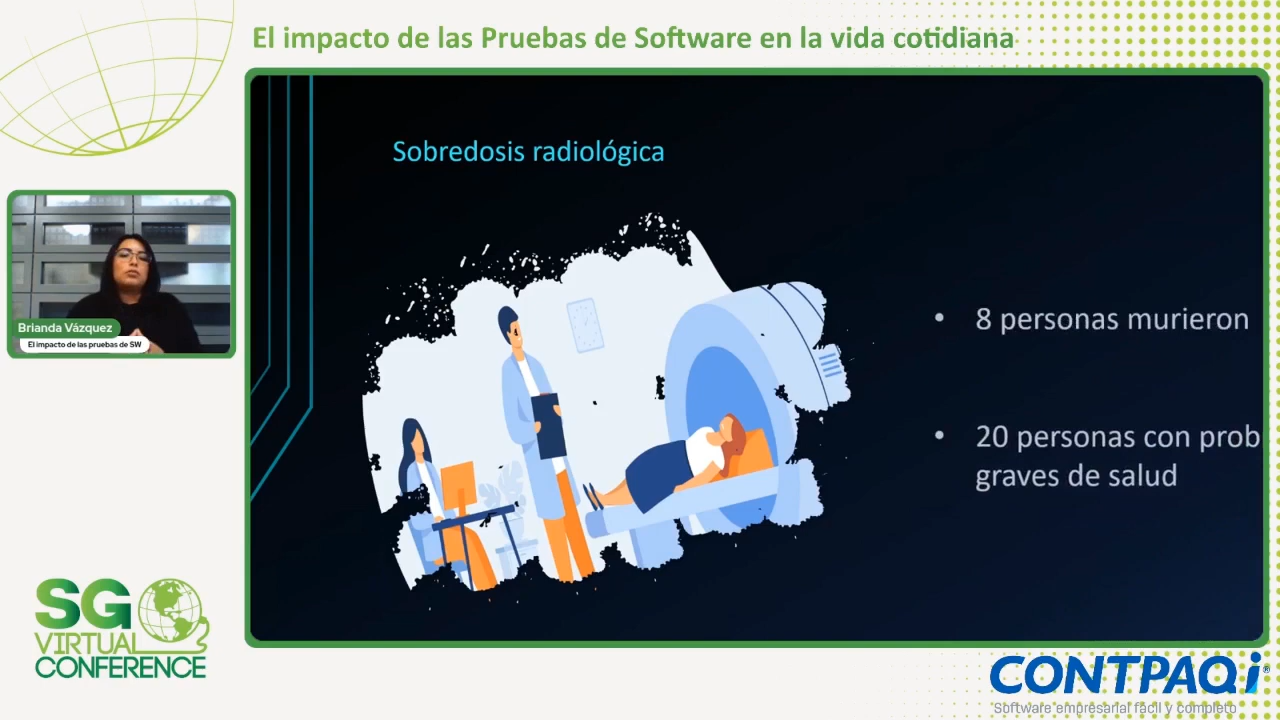 El impacto de las Pruebas de Software en la vida cotidiana
Sobredosis radiológica
8 personas murieron
20 personas con prob
graves de salud
Brianda Vázquez
El impacto de las pruebas de SW
SG
VIRTUAL
CONFERENCE
CONTPAQi®
Software empresarial fácil y completo